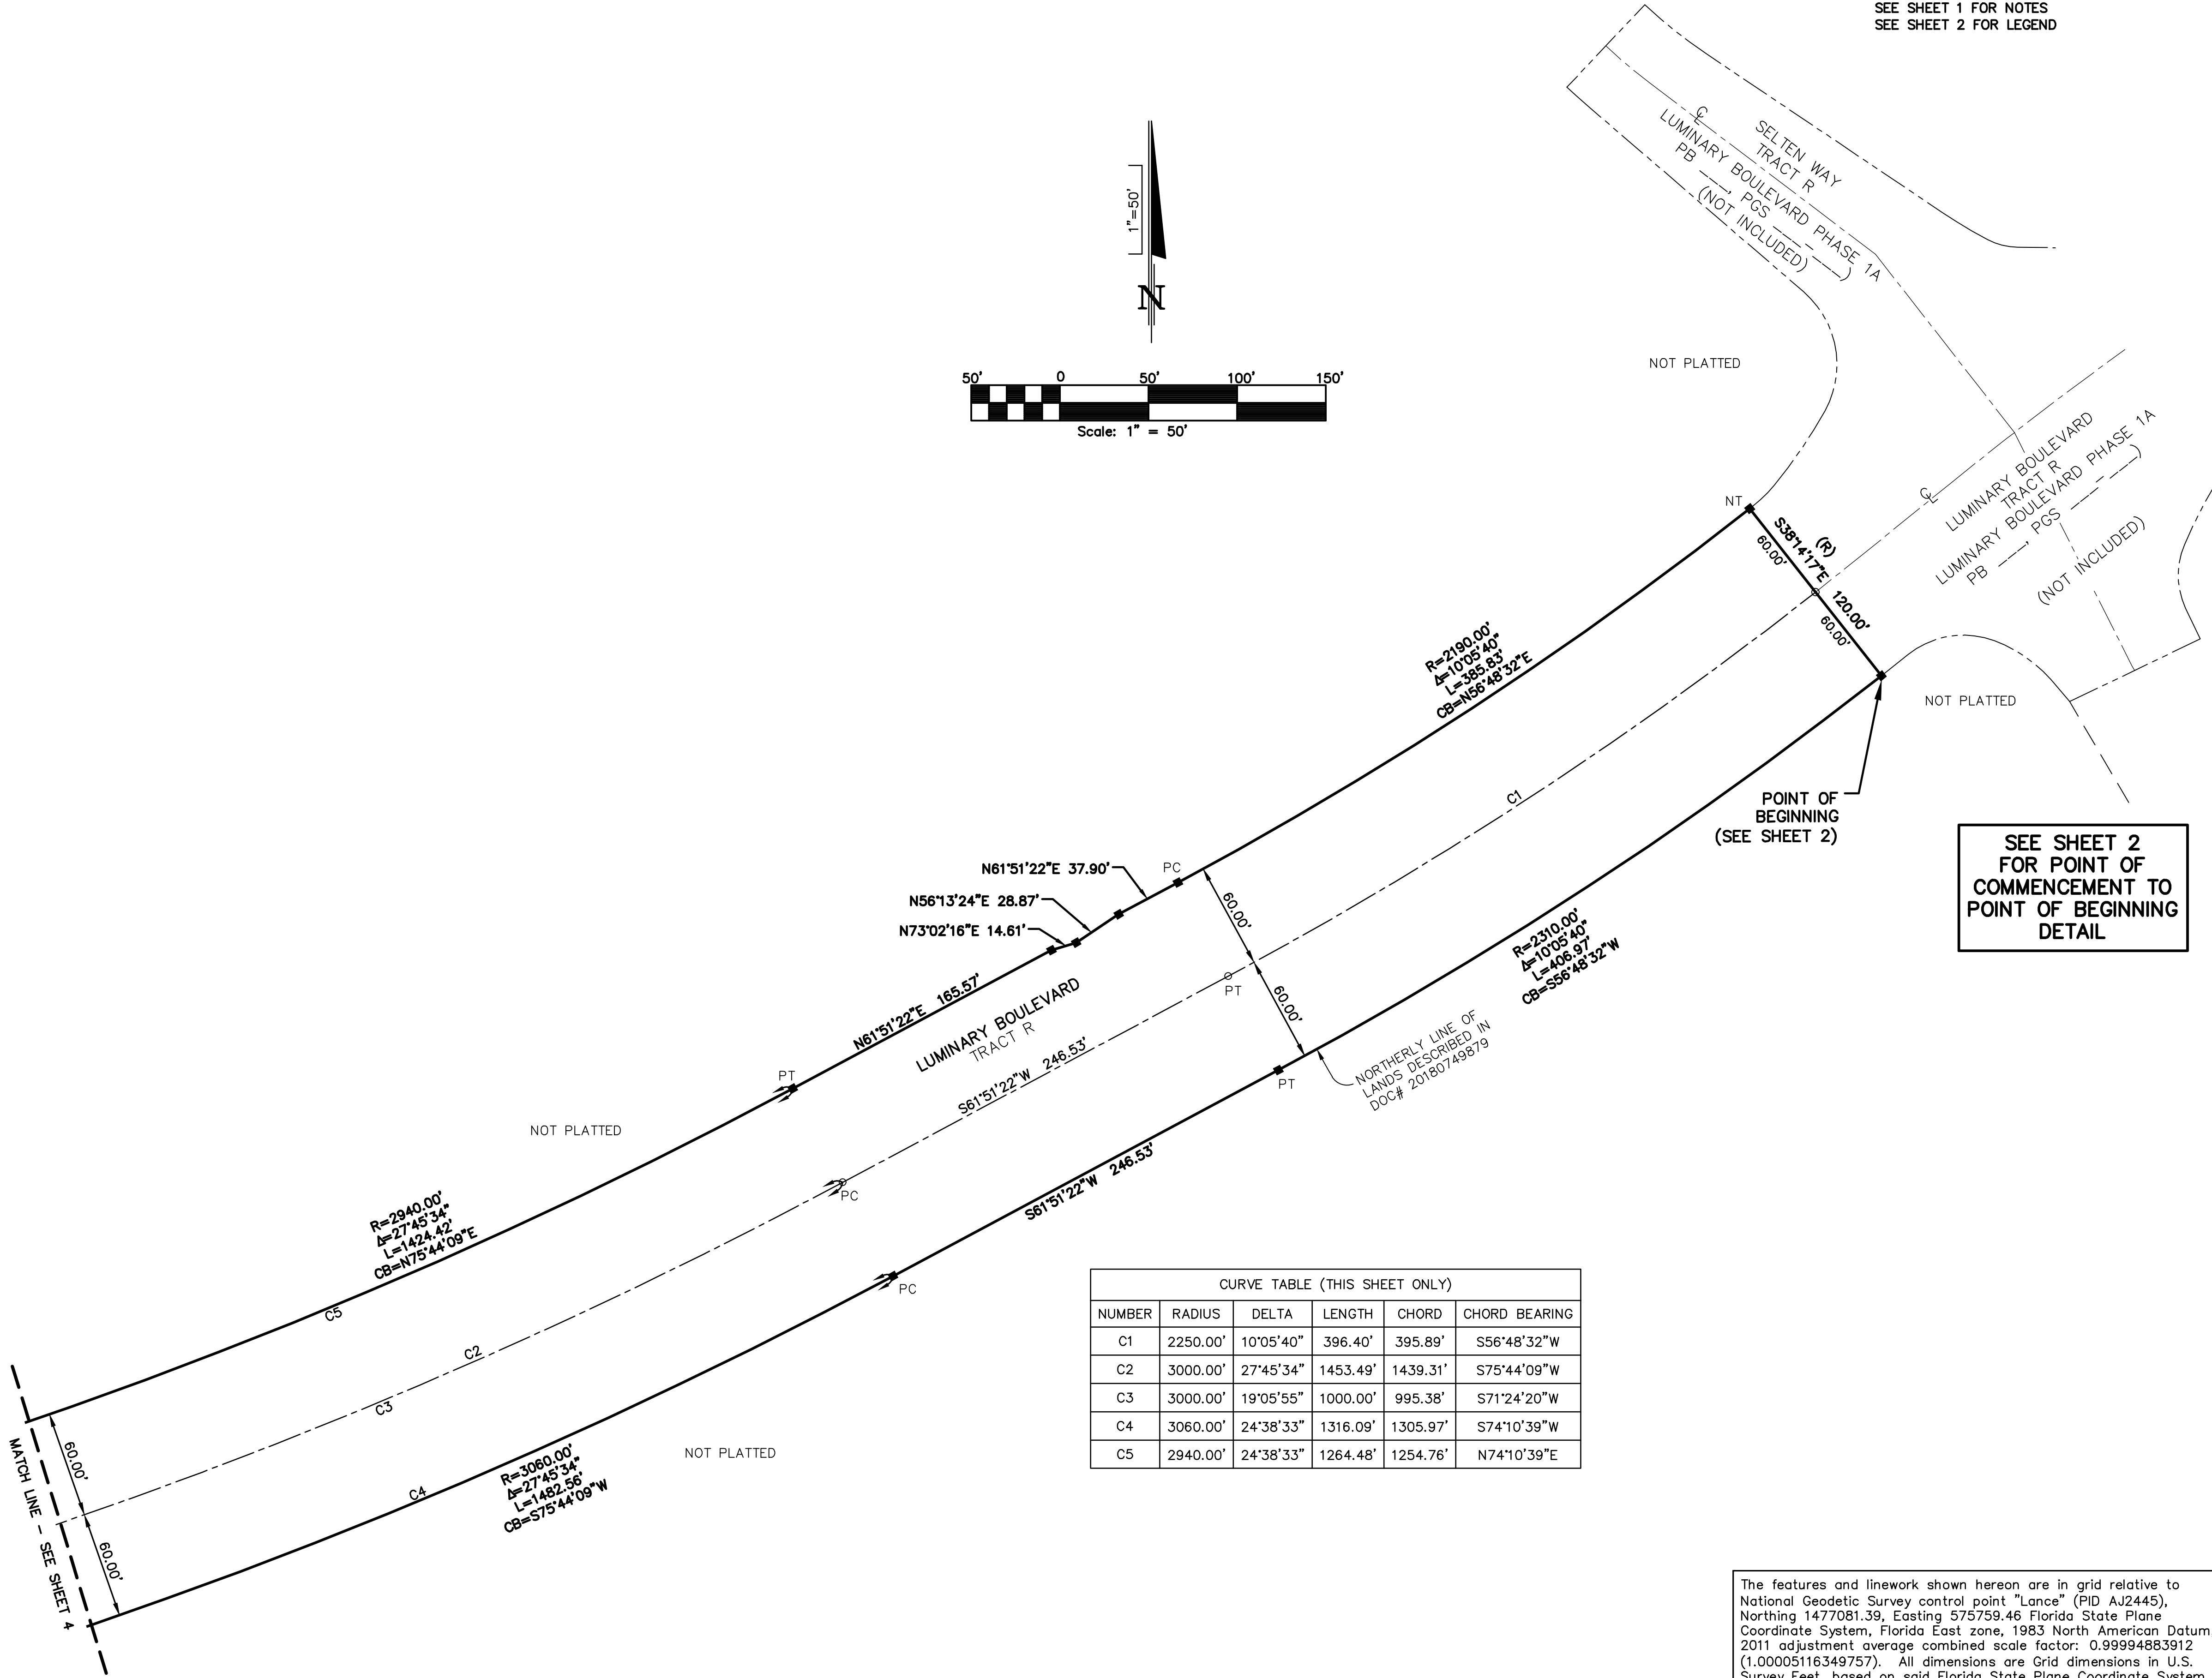 SEE SHEET 1 FOR NOTES
SEE SHEET 2 FOR LEGEND
1"=50'
N
50' 0 50' 100' 150'
Scale: 1" = 50'
℄
SELTEN WAY
TRACT R
LUMINARY BOULEVARD PHASE 1A
PB ____, PGS ____-____)
(NOT INCLUDED)
NOT PLATTED
℄
LUMINARY BOULEVARD
TRACT R
LUMINARY BOULEVARD PHASE 1A
PB ____, PGS ____-____)
(NOT INCLUDED)
NT
(R)
S38°14'17"E 120.00'
60.00'
60.00'
NOT PLATTED
R=2190.00'
Δ=10°05'40"
L=385.83'
CB=N56°48'32"E
C1
POINT OF
BEGINNING
(SEE SHEET 2)
SEE SHEET 2
FOR POINT OF
COMMENCEMENT TO
POINT OF BEGINNING
DETAIL
N61°51'22"E 37.90'
PC
N56°13'24"E 28.87'
N73°02'16"E 14.61'
60.00'
60.00'
PT
R=2310.00'
Δ=10°05'40"
L=406.97'
CB=S56°48'32"W
N61°51'22"E 165.57'
LUMINARY BOULEVARD
TRACT R
S61°51'22"W 246.53'
NORTHERLY LINE OF
LANDS DESCRIBED IN
DOC# 20180749879
PT
PT
NOT PLATTED
PC
S61°51'22"W 246.53'
PC
R=2940.00'
Δ=27°45'34"
L=1424.42'
CB=N75°44'09"E
C5
C2
C3
C4
60.00'
60.00'
MATCH LINE - SEE SHEET 4
R=3060.00'
Δ=27°45'34"
L=1482.56'
CB=S75°44'09"W
NOT PLATTED
CURVE TABLE (THIS SHEET ONLY)
NUMBER RADIUS DELTA LENGTH CHORD CHORD BEARING
C1 2250.00' 10°05'40" 396.40' 395.89' S56°48'32"W
C2 3000.00' 27°45'34" 1453.49' 1439.31' S75°44'09"W
C3 3000.00' 19°05'55" 1000.00' 995.38' S71°24'20"W
C4 3060.00' 24°38'33" 1316.09' 1305.97' S74°10'39"W
C5 2940.00' 24°38'33" 1264.48' 1254.76' N74°10'39"E
The features and linework shown hereon are in grid relative to
National Geodetic Survey control point "Lance" (PID AJ2445),
Northing 1477081.39, Easting 575759.46 Florida State Plane
Coordinate System, Florida East zone, 1983 North American Datum
2011 adjustment average combined scale factor: 0.99994883912
(1.00005116349757). All dimensions are Grid dimensions in U.S.
Survey Feet, based on said Florida State Plane Coordinate System